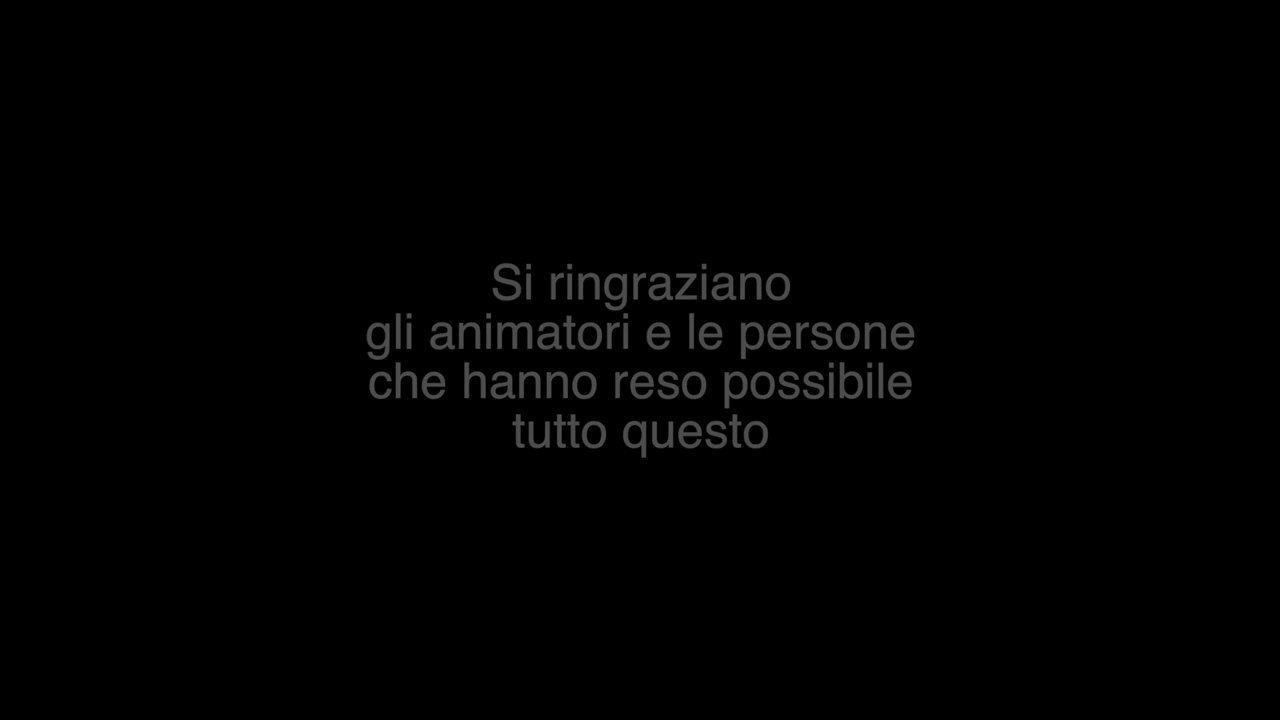 Si ringraziano
gli animatori e le persone
che hanno reso possibile
tutto questo